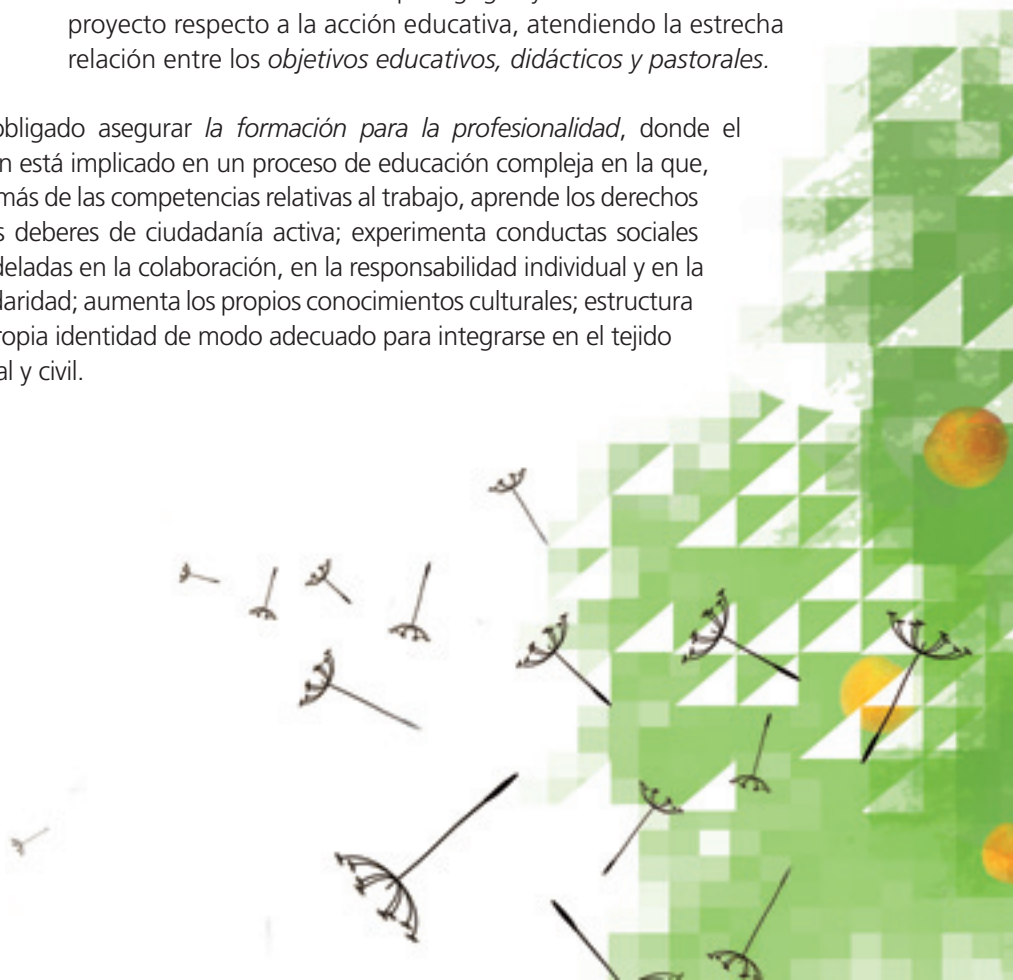 proyecto respecto a la acción educativa, atendiendo la estrecha
relación entre los objetivos educativos, didácticos y pastorales.
obligado asegurar la formación para la profesionalidad, donde el
n está implicado en un proceso de educación compleja en la que,
más de las competencias relativas al trabajo, aprende los derechos
s deberes de ciudadanía activa; experimenta conductas sociales
deladas en la colaboración, en la responsabilidad individual y en la
daridad; aumenta los propios conocimientos culturales; estructura
ropia identidad de modo adecuado para integrarse en el tejido
al y civil.